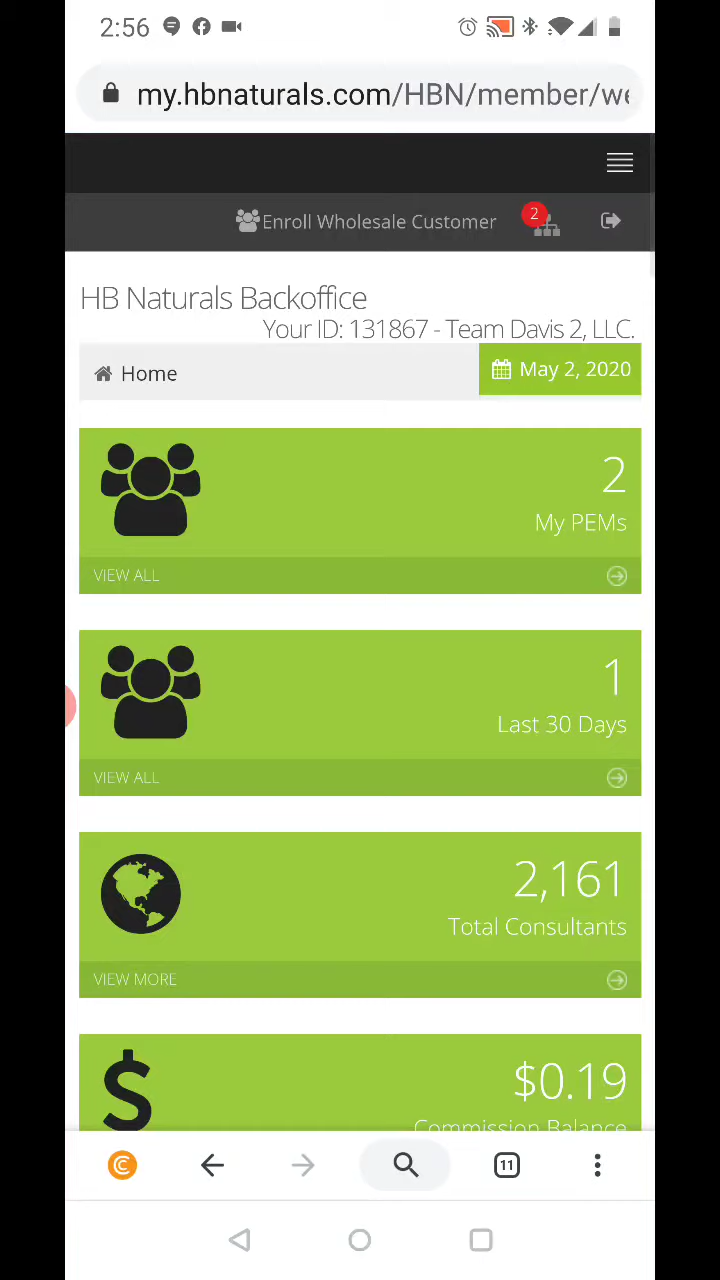 2:56
my.hbnaturals.com/HBN/member/we
Enroll Wholesale Customer
2
HB Naturals Backoffice
Your ID: 131867 - Team Davis 2, LLC.
Home
May 2, 2020
2
My PEMs
VIEW ALL
1
Last 30 Days
VIEW ALL
2,161
Total Consultants
VIEW MORE
$0.19
Commission Balance
11